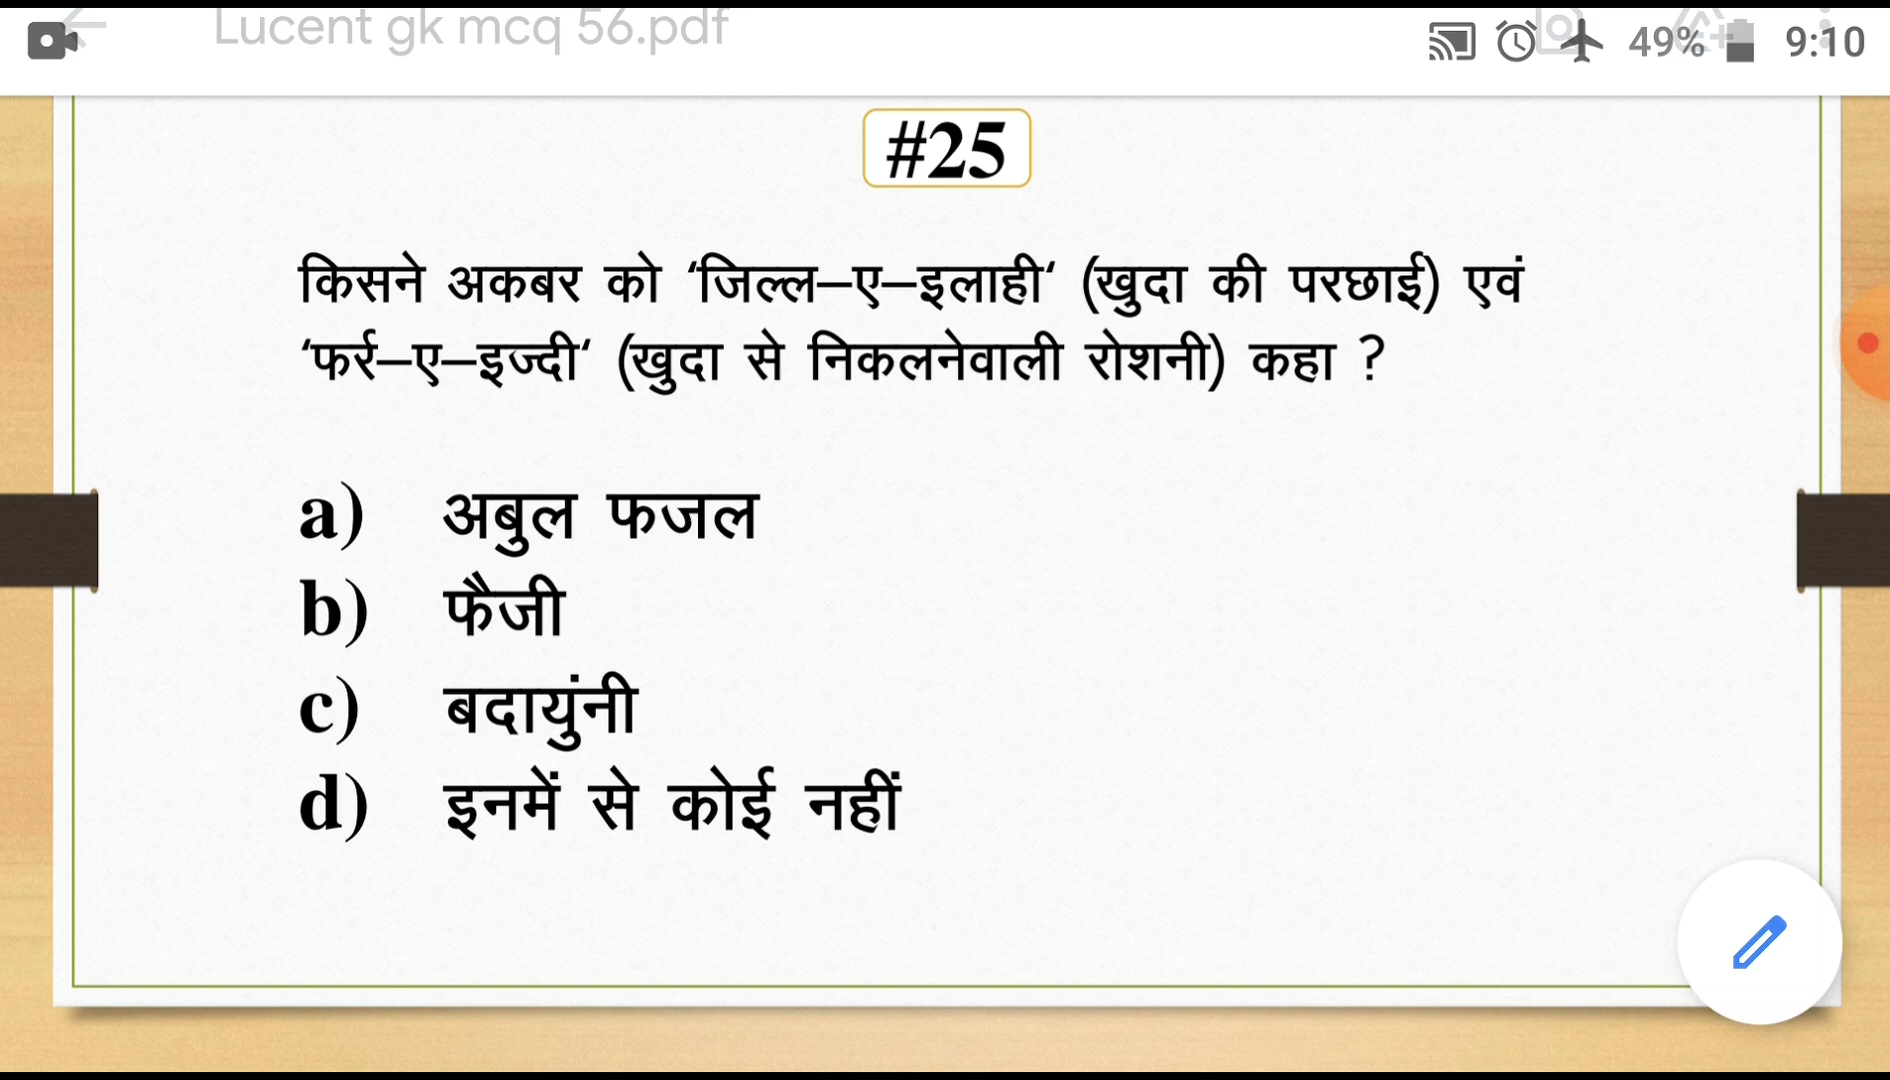 Lucent gk mcq 56.pdf
49% 9:10
#25
किसने अकबर को ‘जिल्ल–ए–इलाही‘ (खुदा की परछाई) एवं
‘फर्र–ए–इज्दी‘ (खुदा से निकलनेवाली रोशनी) कहा ?
a) अबुल फजल
b) फैजी
c) बदायुंनी
d) इनमें से कोई नहीं